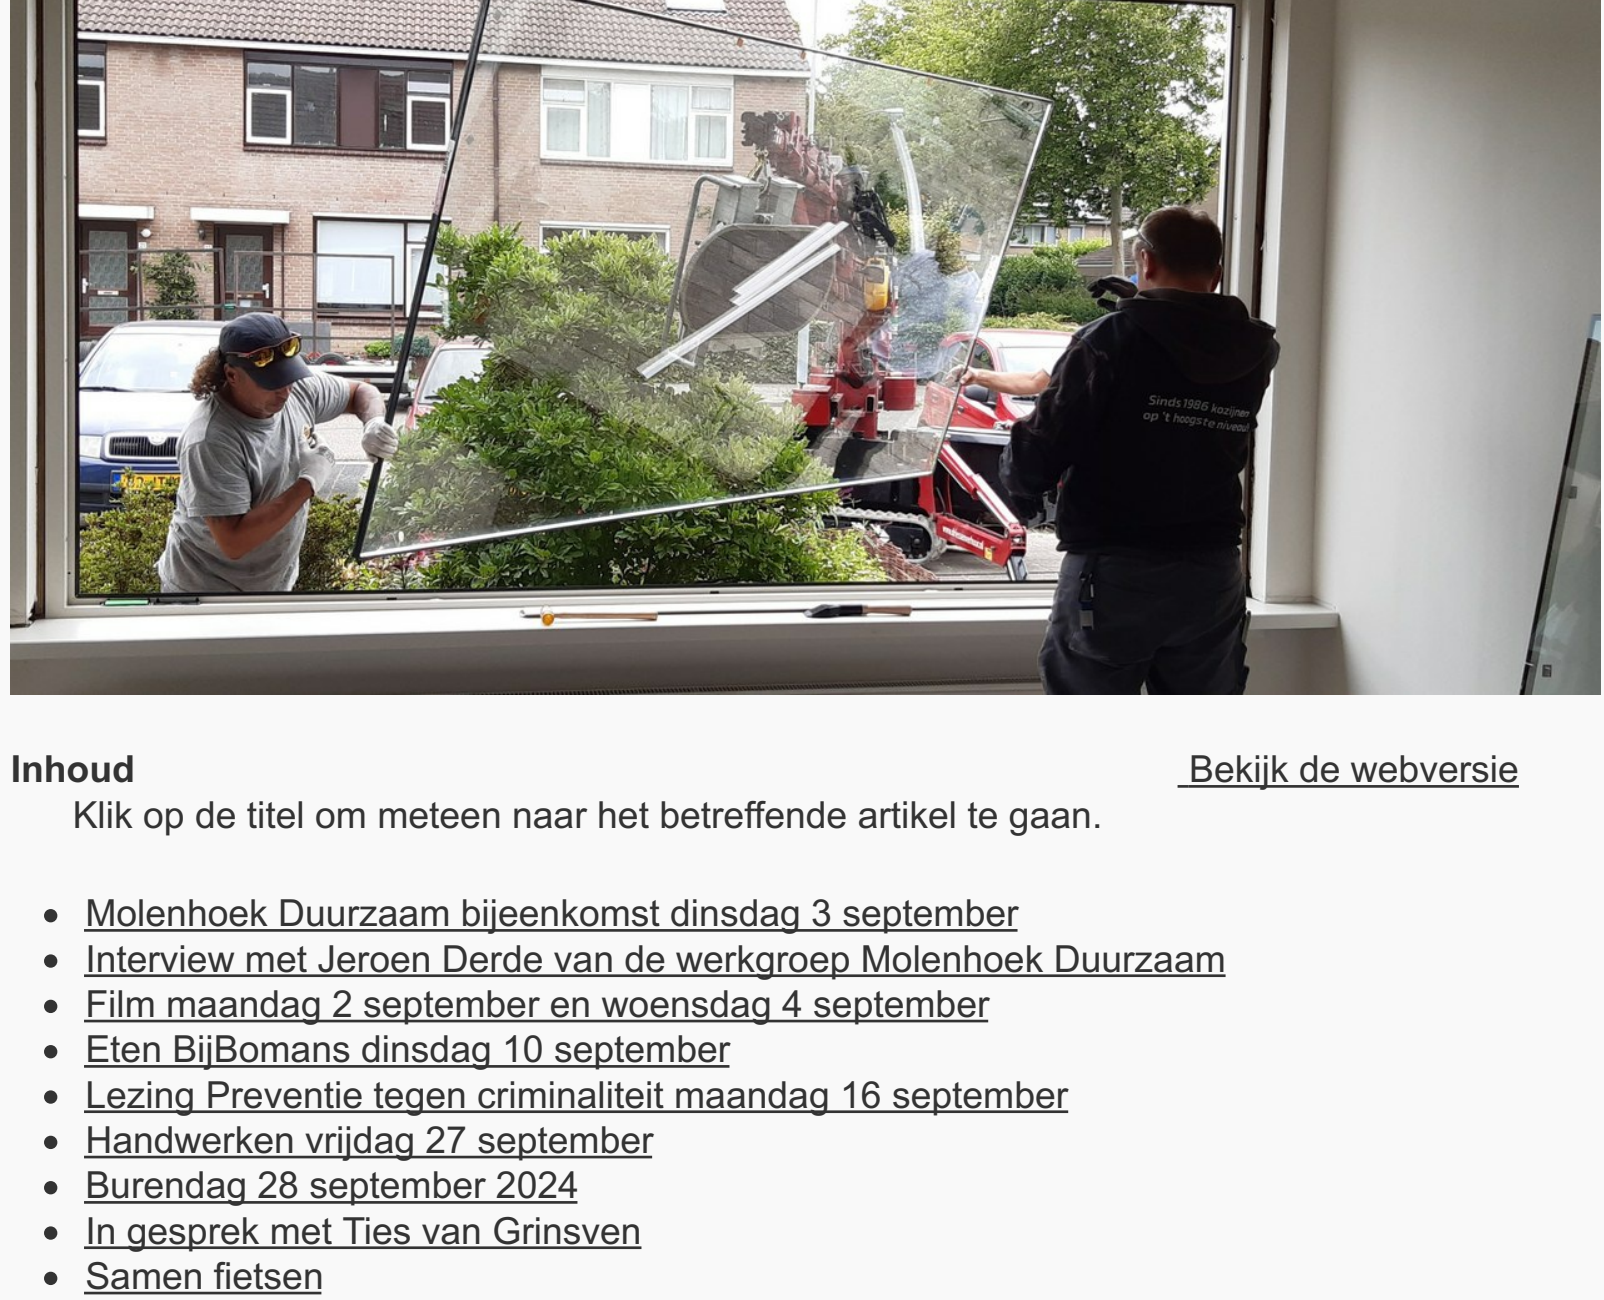 Sinds 1986 kozijnen
op 't hoogste niveau!
Inhoud
Bekijk de webversie
Klik op de titel om meteen naar het betreffende artikel te gaan.
Molenhoek Duurzaam bijeenkomst dinsdag 3 september
Interview met Jeroen Derde van de werkgroep Molenhoek Duurzaam
Film maandag 2 september en woensdag 4 september
Eten BijBomans dinsdag 10 september
Lezing Preventie tegen criminaliteit maandag 16 september
Handwerken vrijdag 27 september
Burendag 28 september 2024
In gesprek met Ties van Grinsven
Samen fietsen